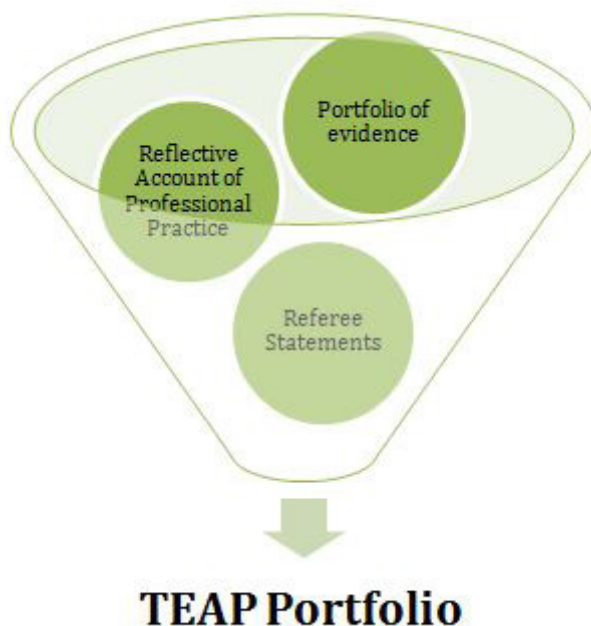 Portfolio of
evidence
Reflective
Account of
Professional
Practice
Referee
Statements
TEAP Portfolio